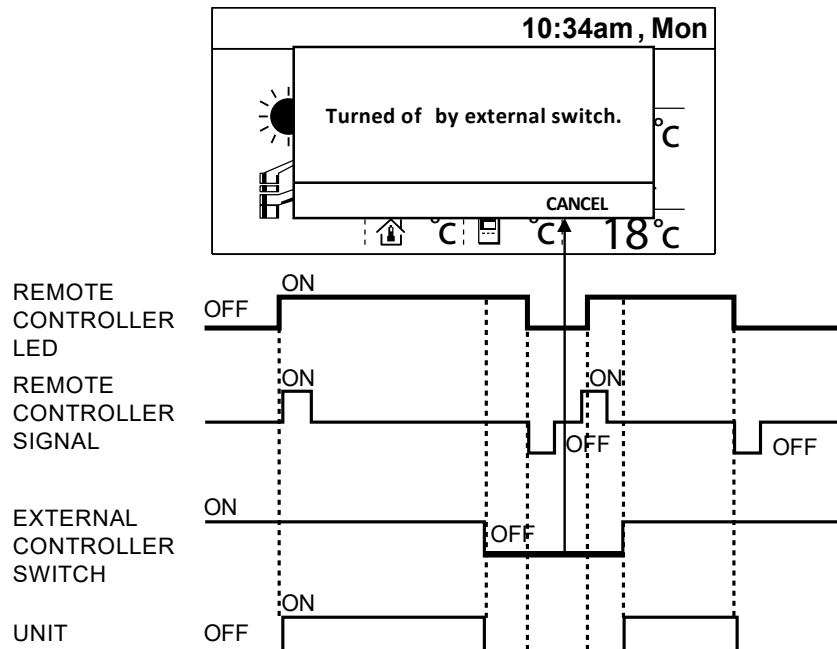 10:34am , Mon
Turned of by external switch.
°c
CANCEL
°c
°c
18°c
REMOTE
CONTROLLER
LED
OFF
ON
REMOTE
CONTROLLER
SIGNAL
ON
OFF
ON
OFF
EXTERNAL
CONTROLLER
SWITCH
ON
OFF
UNIT
OFF
ON